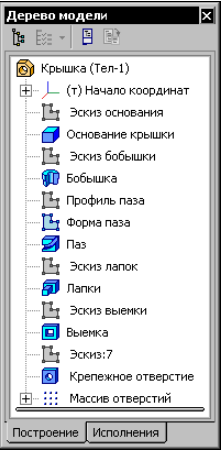 Дерево модели
Крышка (Тел-1)
(т) Начало координат
Эскиз основания
Основание крышки
Эскиз бобышки
Бобышка
Профиль паза
Форма паза
Паз
Эскиз лапок
Лапки
Эскиз выемки
Выемка
Эскиз:7
Крепежное отверстие
Массив отверстий
Построение Исполнения